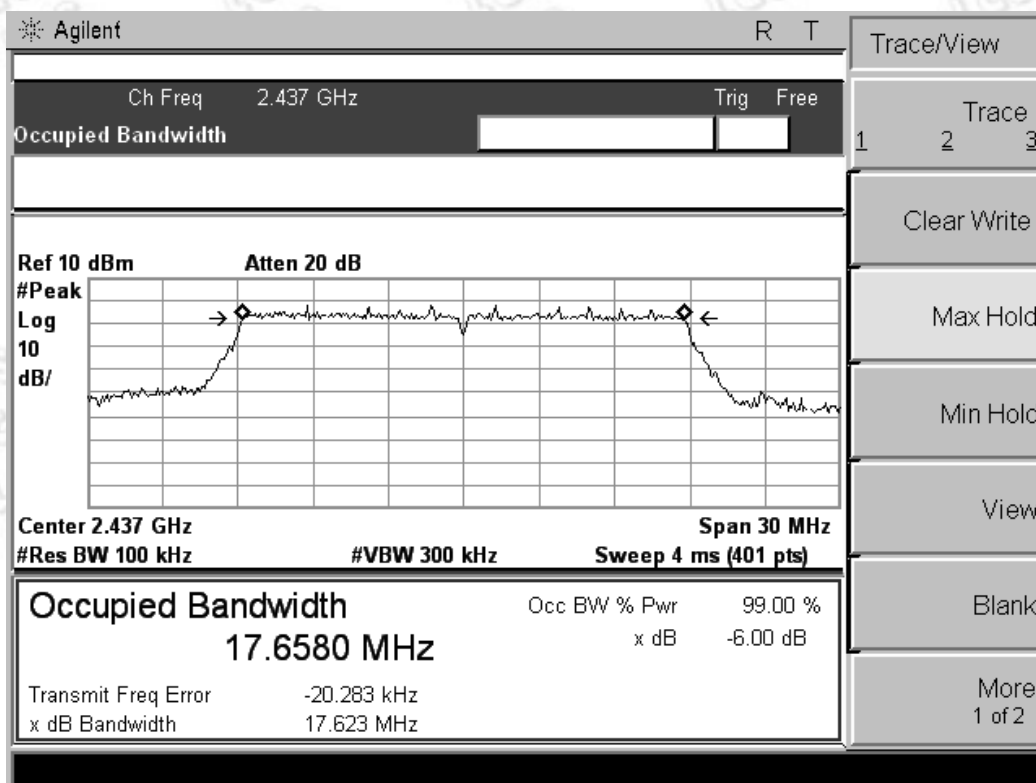 Agilent R T
Trace/View
Ch Freq 2.437 GHz Trig Free
Occupied Bandwidth
Ref 10 dBm Atten 20 dB
#Peak
Log
10
dB/
Center 2.437 GHz Span 30 MHz
#Res BW 100 kHz #VBW 300 kHz Sweep 4 ms (401 pts)
Occupied Bandwidth
17.6580 MHz
Occ BW % Pwr 99.00 %
x dB -6.00 dB
Transmit Freq Error -20.283 kHz
x dB Bandwidth 17.623 MHz
Trace
1 2 3
Clear Write
Max Hold
Min Hold
View
Blank
More
1 of 2